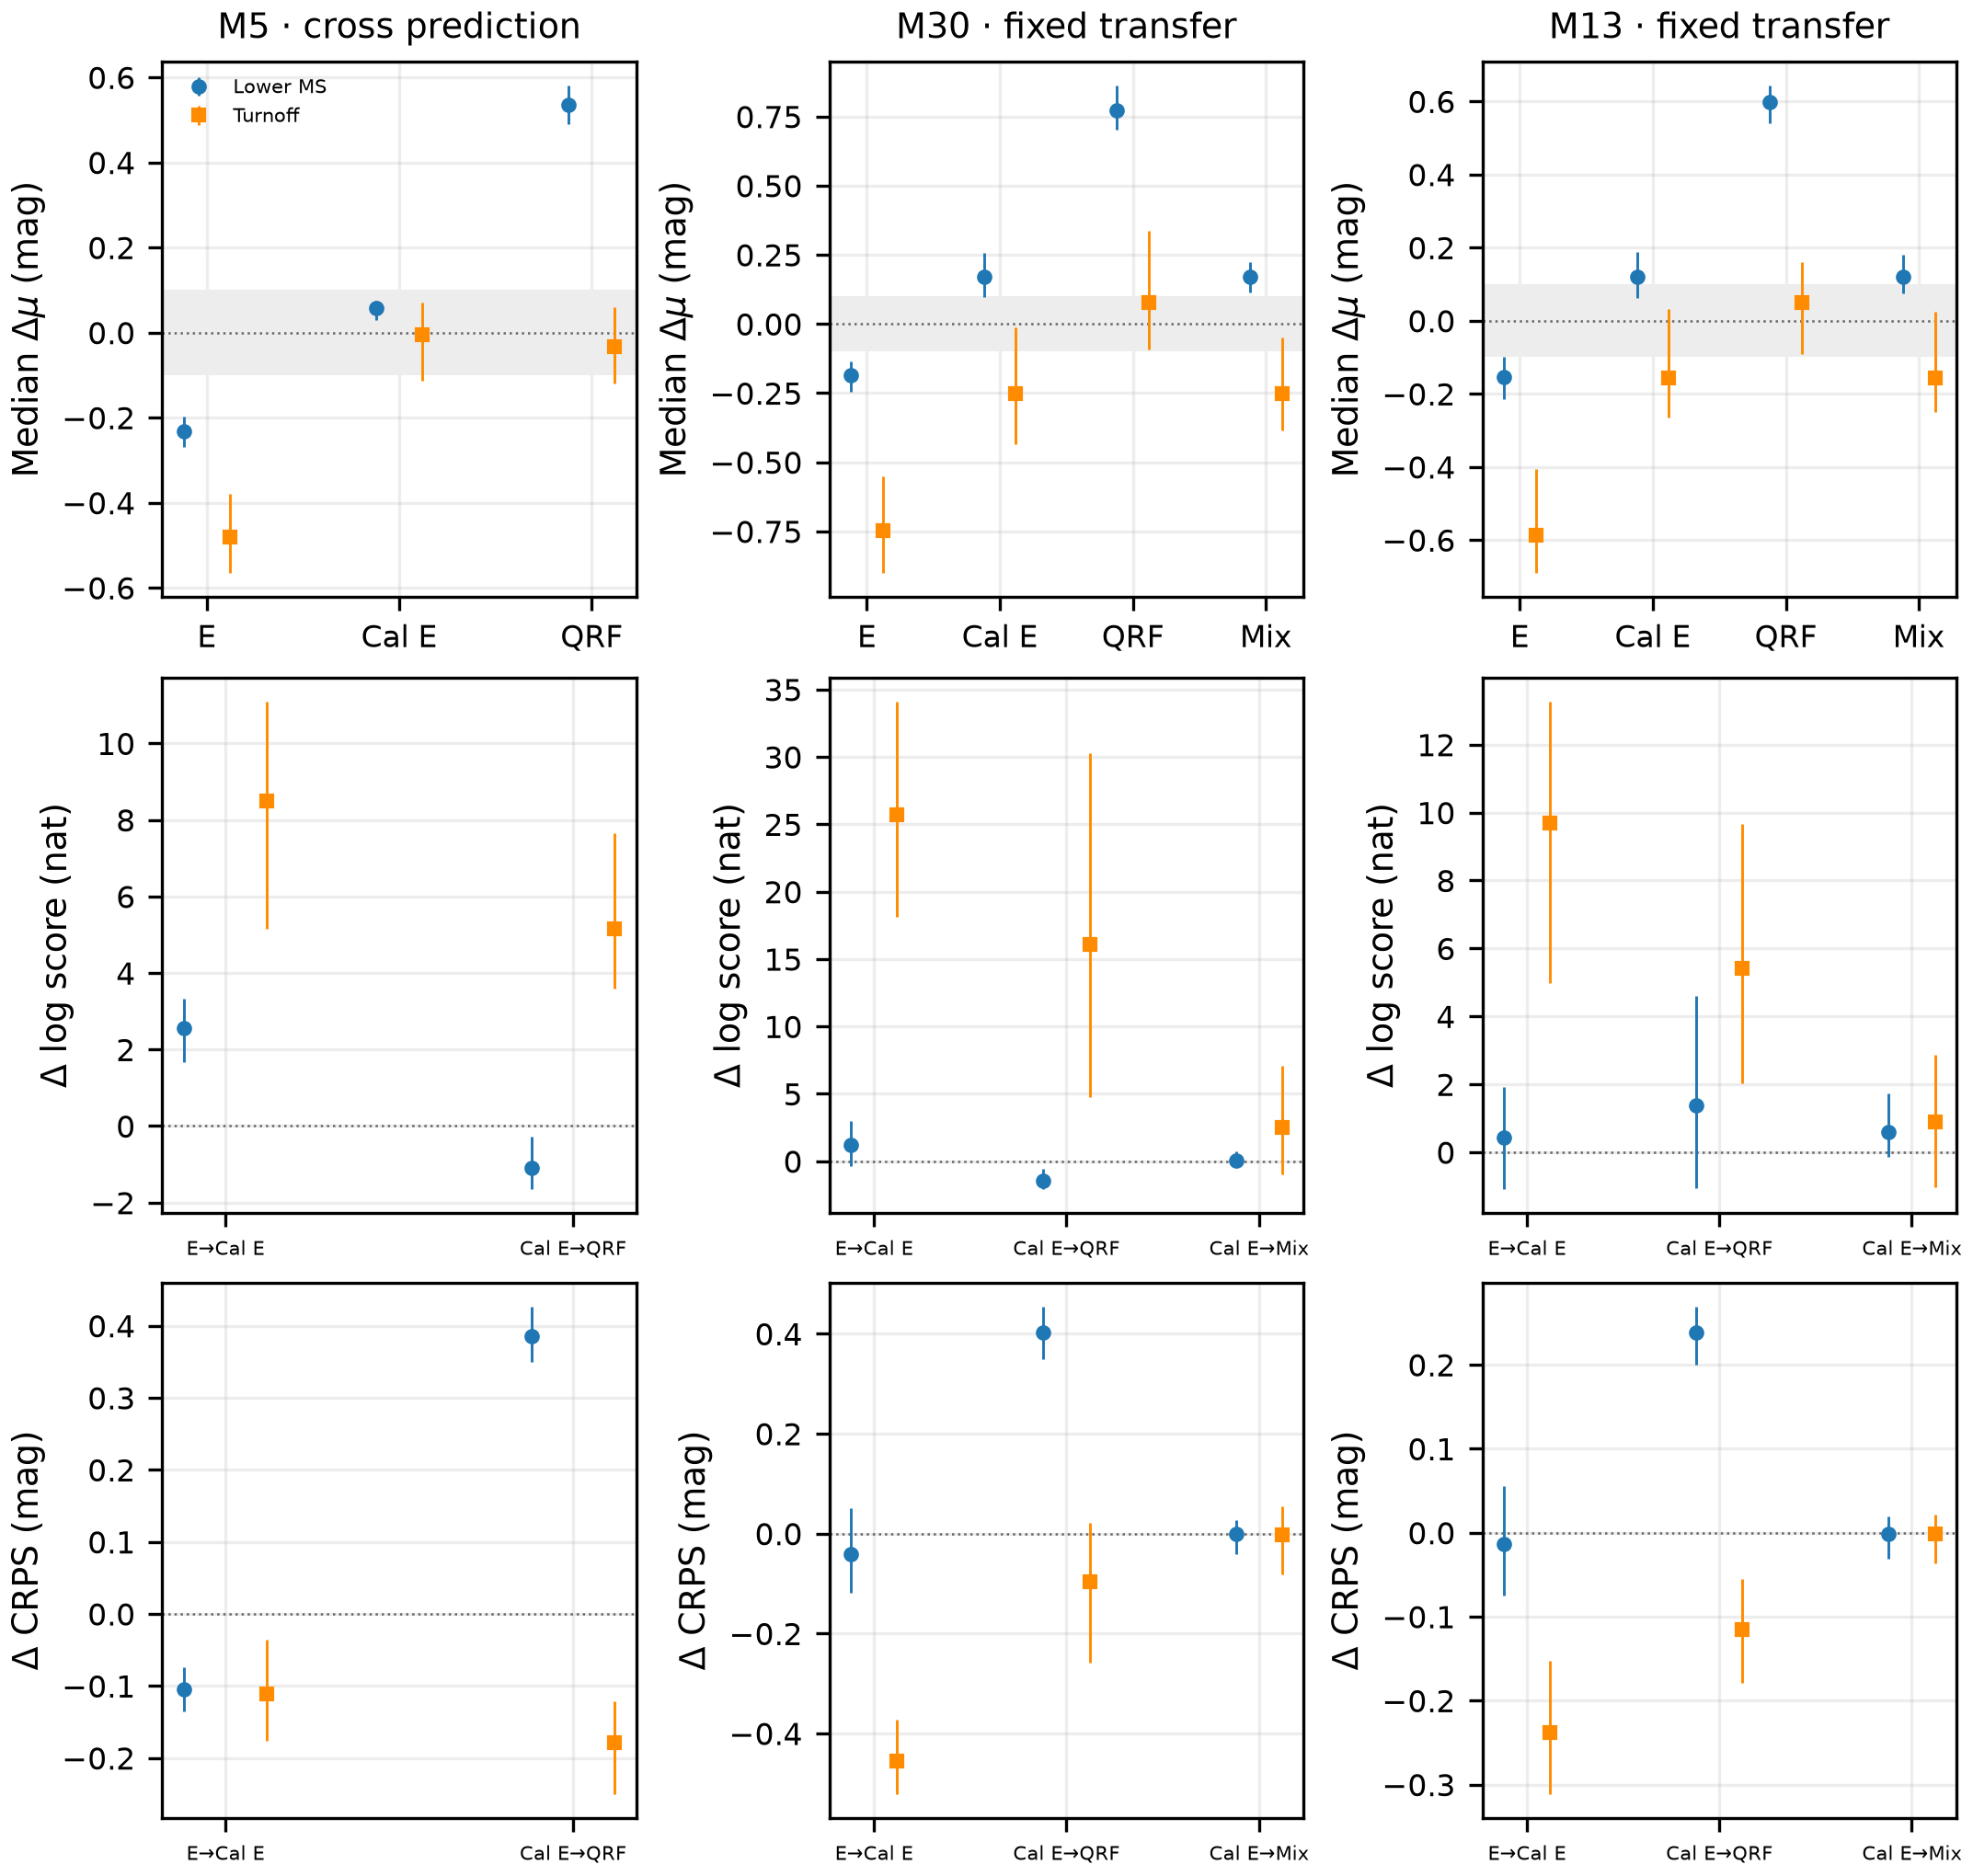 M5 · cross prediction
M30 · fixed transfer
M13 · fixed transfer
Median Δμ (mag)
0.6
0.4
0.2
0.0
−0.2
−0.4
−0.6
Lower MS
Turnoff
E
Cal E
QRF
Median Δμ (mag)
0.75
0.50
0.25
0.00
−0.25
−0.50
−0.75
E
Cal E
QRF
Mix
Median Δμ (mag)
0.6
0.4
0.2
0.0
−0.2
−0.4
−0.6
E
Cal E
QRF
Mix
Δ log score (nat)
10
8
6
4
2
0
−2
E→Cal E
Cal E→QRF
Δ log score (nat)
35
30
25
20
15
10
5
0
E→Cal E
Cal E→QRF
Cal E→Mix
Δ log score (nat)
12
10
8
6
4
2
0
E→Cal E
Cal E→QRF
Cal E→Mix
Δ CRPS (mag)
0.4
0.3
0.2
0.1
0.0
−0.1
−0.2
E→Cal E
Cal E→QRF
Δ CRPS (mag)
0.4
0.2
0.0
−0.2
−0.4
E→Cal E
Cal E→QRF
Cal E→Mix
Δ CRPS (mag)
0.2
0.1
0.0
−0.1
−0.2
−0.3
E→Cal E
Cal E→QRF
Cal E→Mix